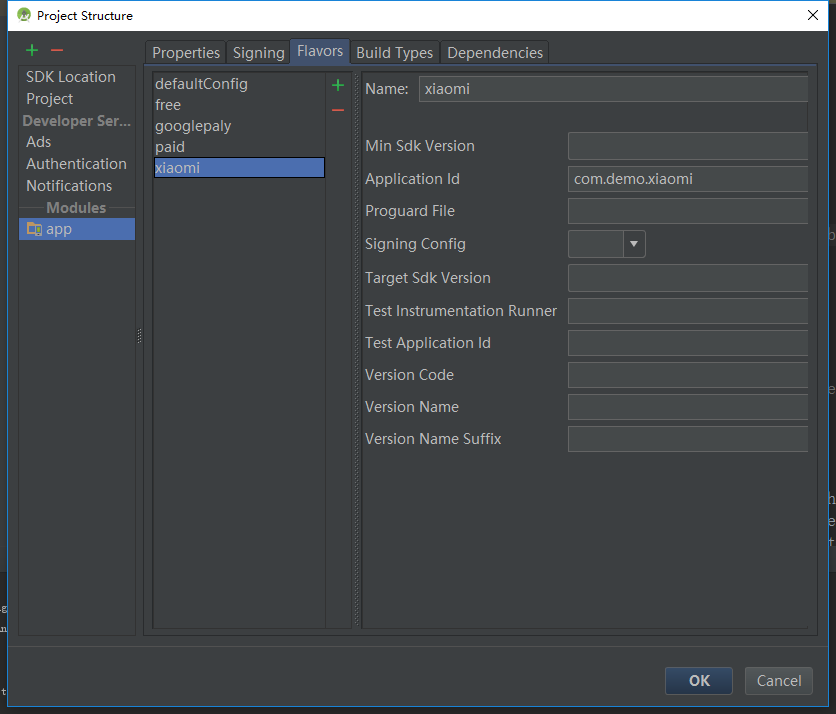 Project Structure
Properties
Signing
Flavors
Build Types
Dependencies
SDK Location
Project
Developer Ser...
Ads
Authentication
Notifications
Modules
app
defaultConfig
free
googlepaly
paid
xiaomi
Name: xiaomi
Min Sdk Version
Application Id com.demo.xiaomi
Proguard File
Signing Config
Target Sdk Version
Test Instrumentation Runner
Test Application Id
Version Code
Version Name
Version Name Suffix
OK
Cancel